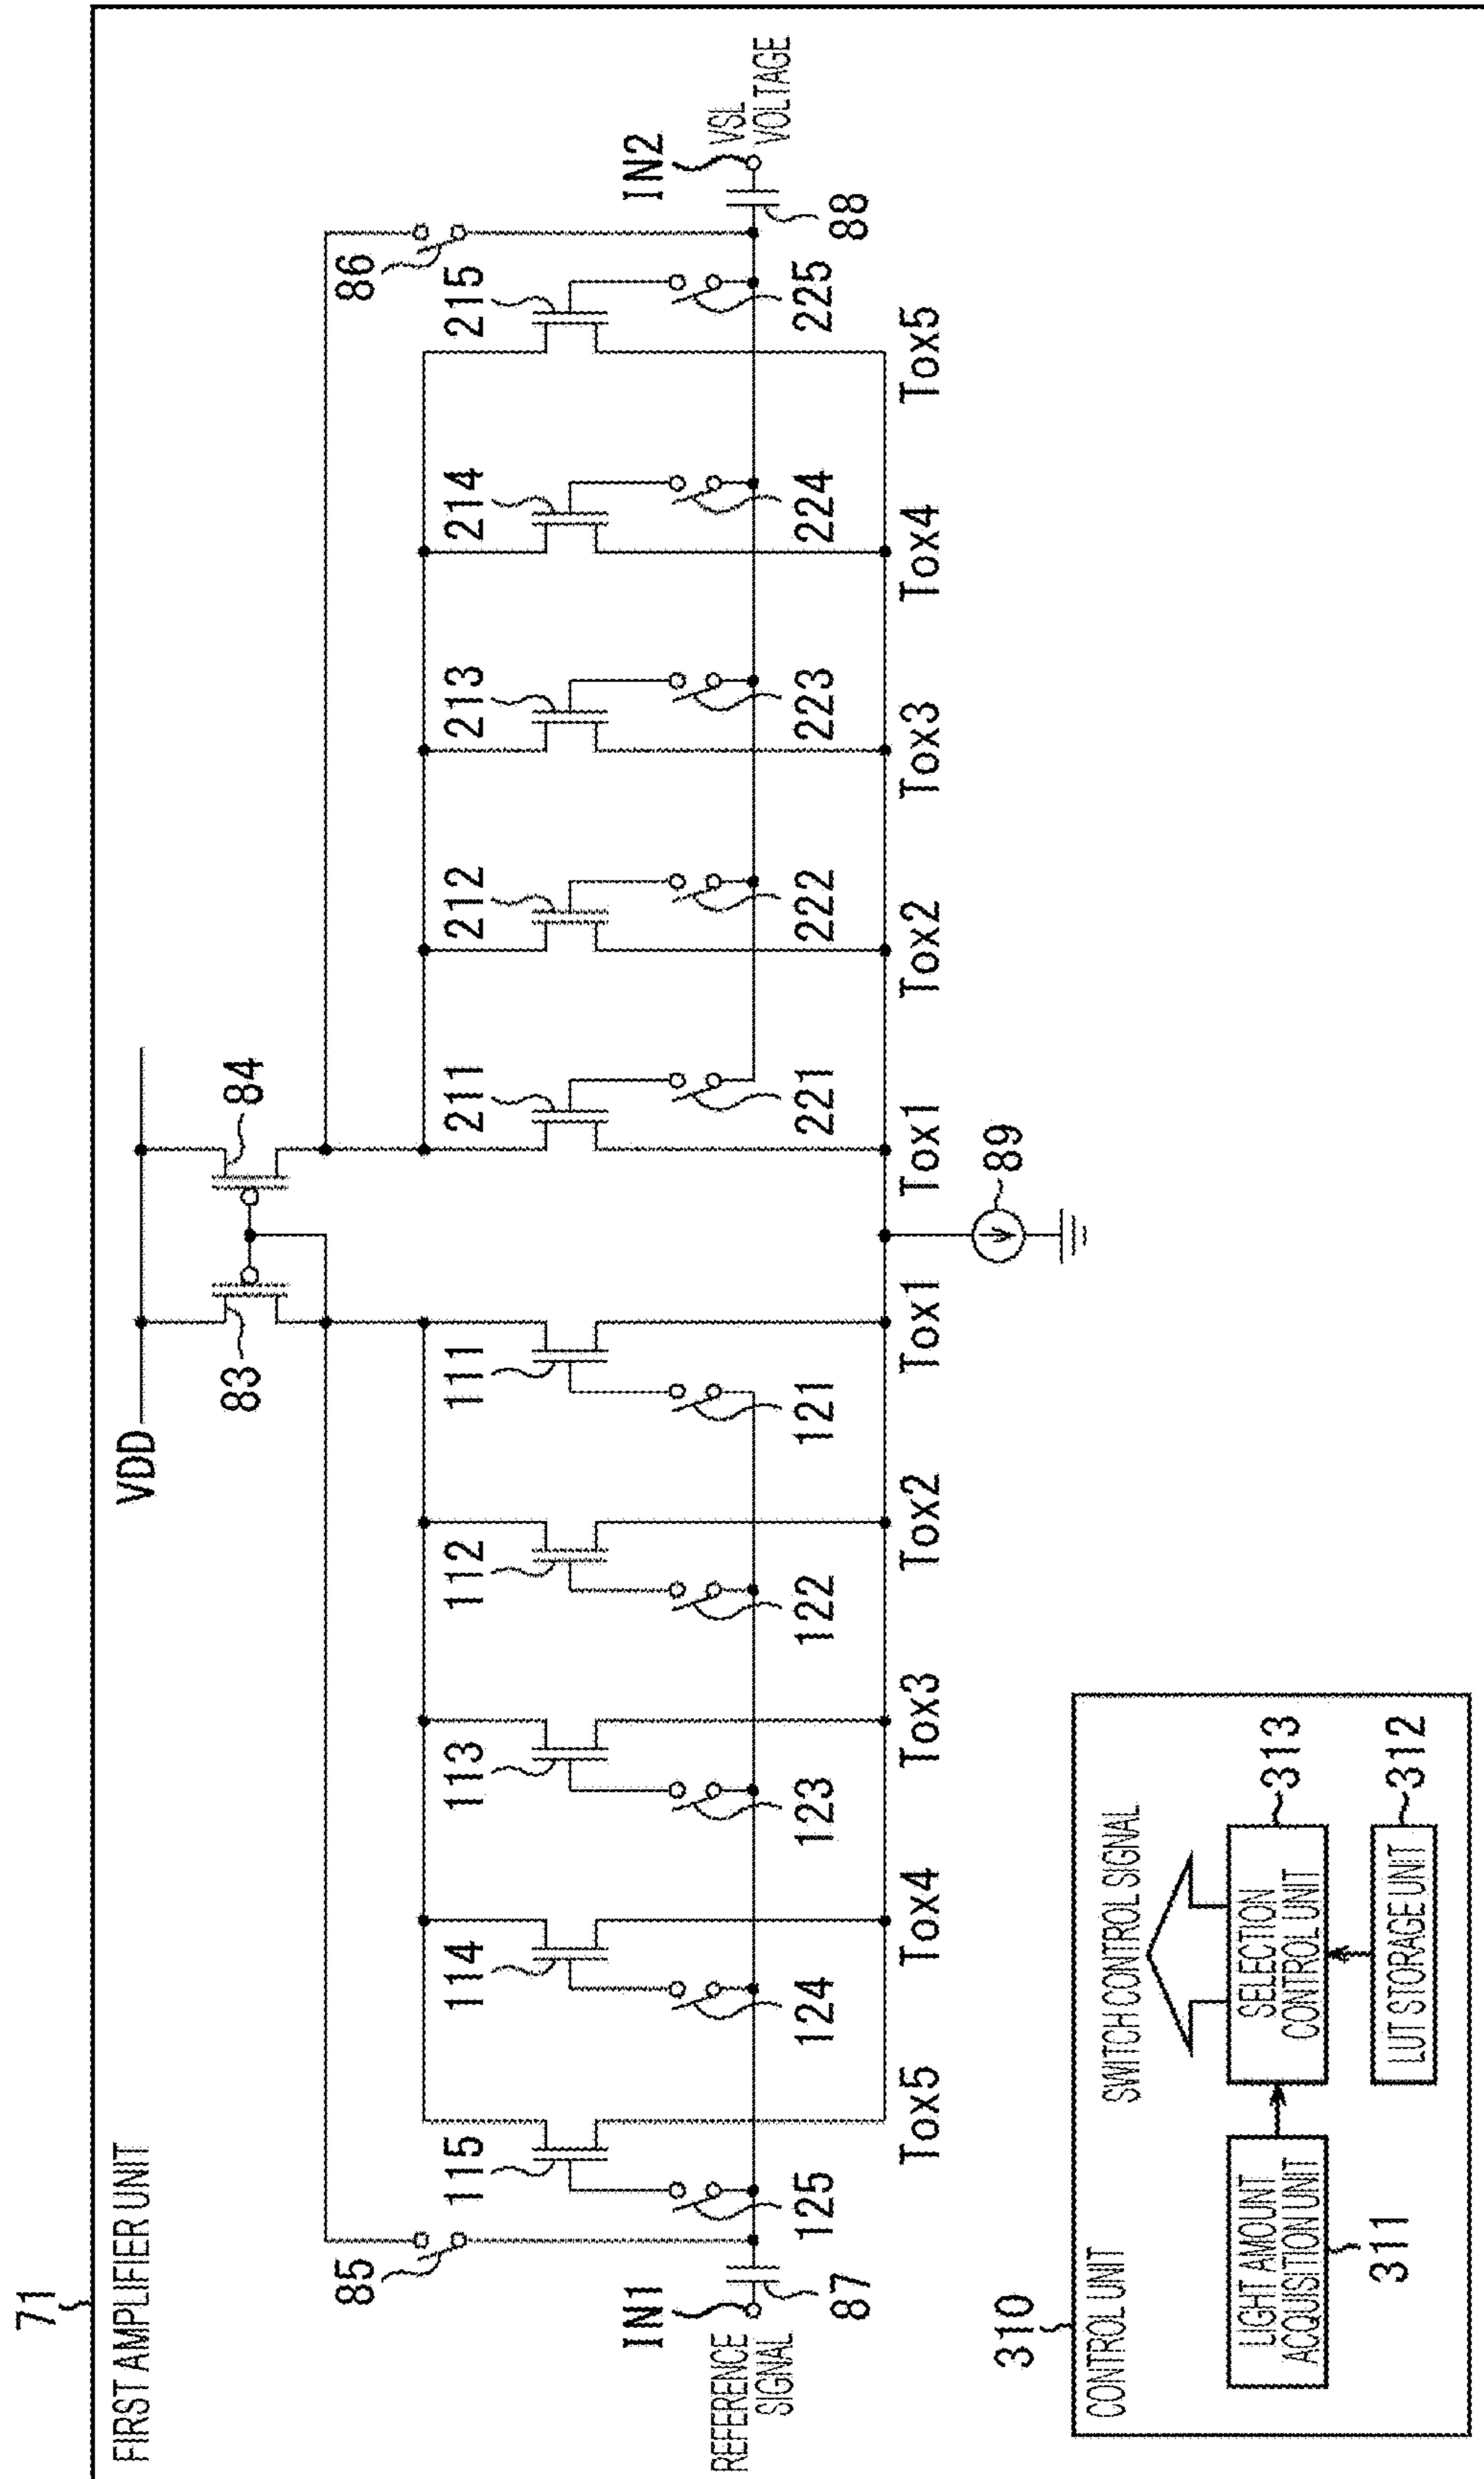 71
FIRST AMPLIFIER UNIT
VDD
83
84
85
86
115
114
113
112
111
211
212
213
214
215
IN1
REFERENCE
SIGNAL
87
125
124
123
122
121
221
222
223
224
225
88
IN2
VSL
VOLTAGE
Tox5
Tox4
Tox3
Tox2
Tox1
Tox1
Tox2
Tox3
Tox4
Tox5
89
310
CONTROL UNIT
SWITCH CONTROL SIGNAL
LIGHT AMOUNT
ACQUISITION UNIT
311
SELECTION
CONTROL UNIT
313
LUT STORAGE UNIT
312